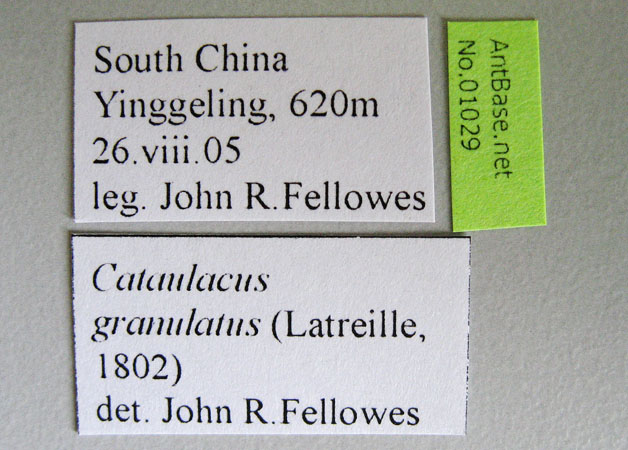 South China
Yinggeling, 620m
26.viii.05
leg. John R.Fellowes
AntBase.net
No.01029
Cataulacus
granulatus (Latreille,
1802)
det. John R.Fellowes